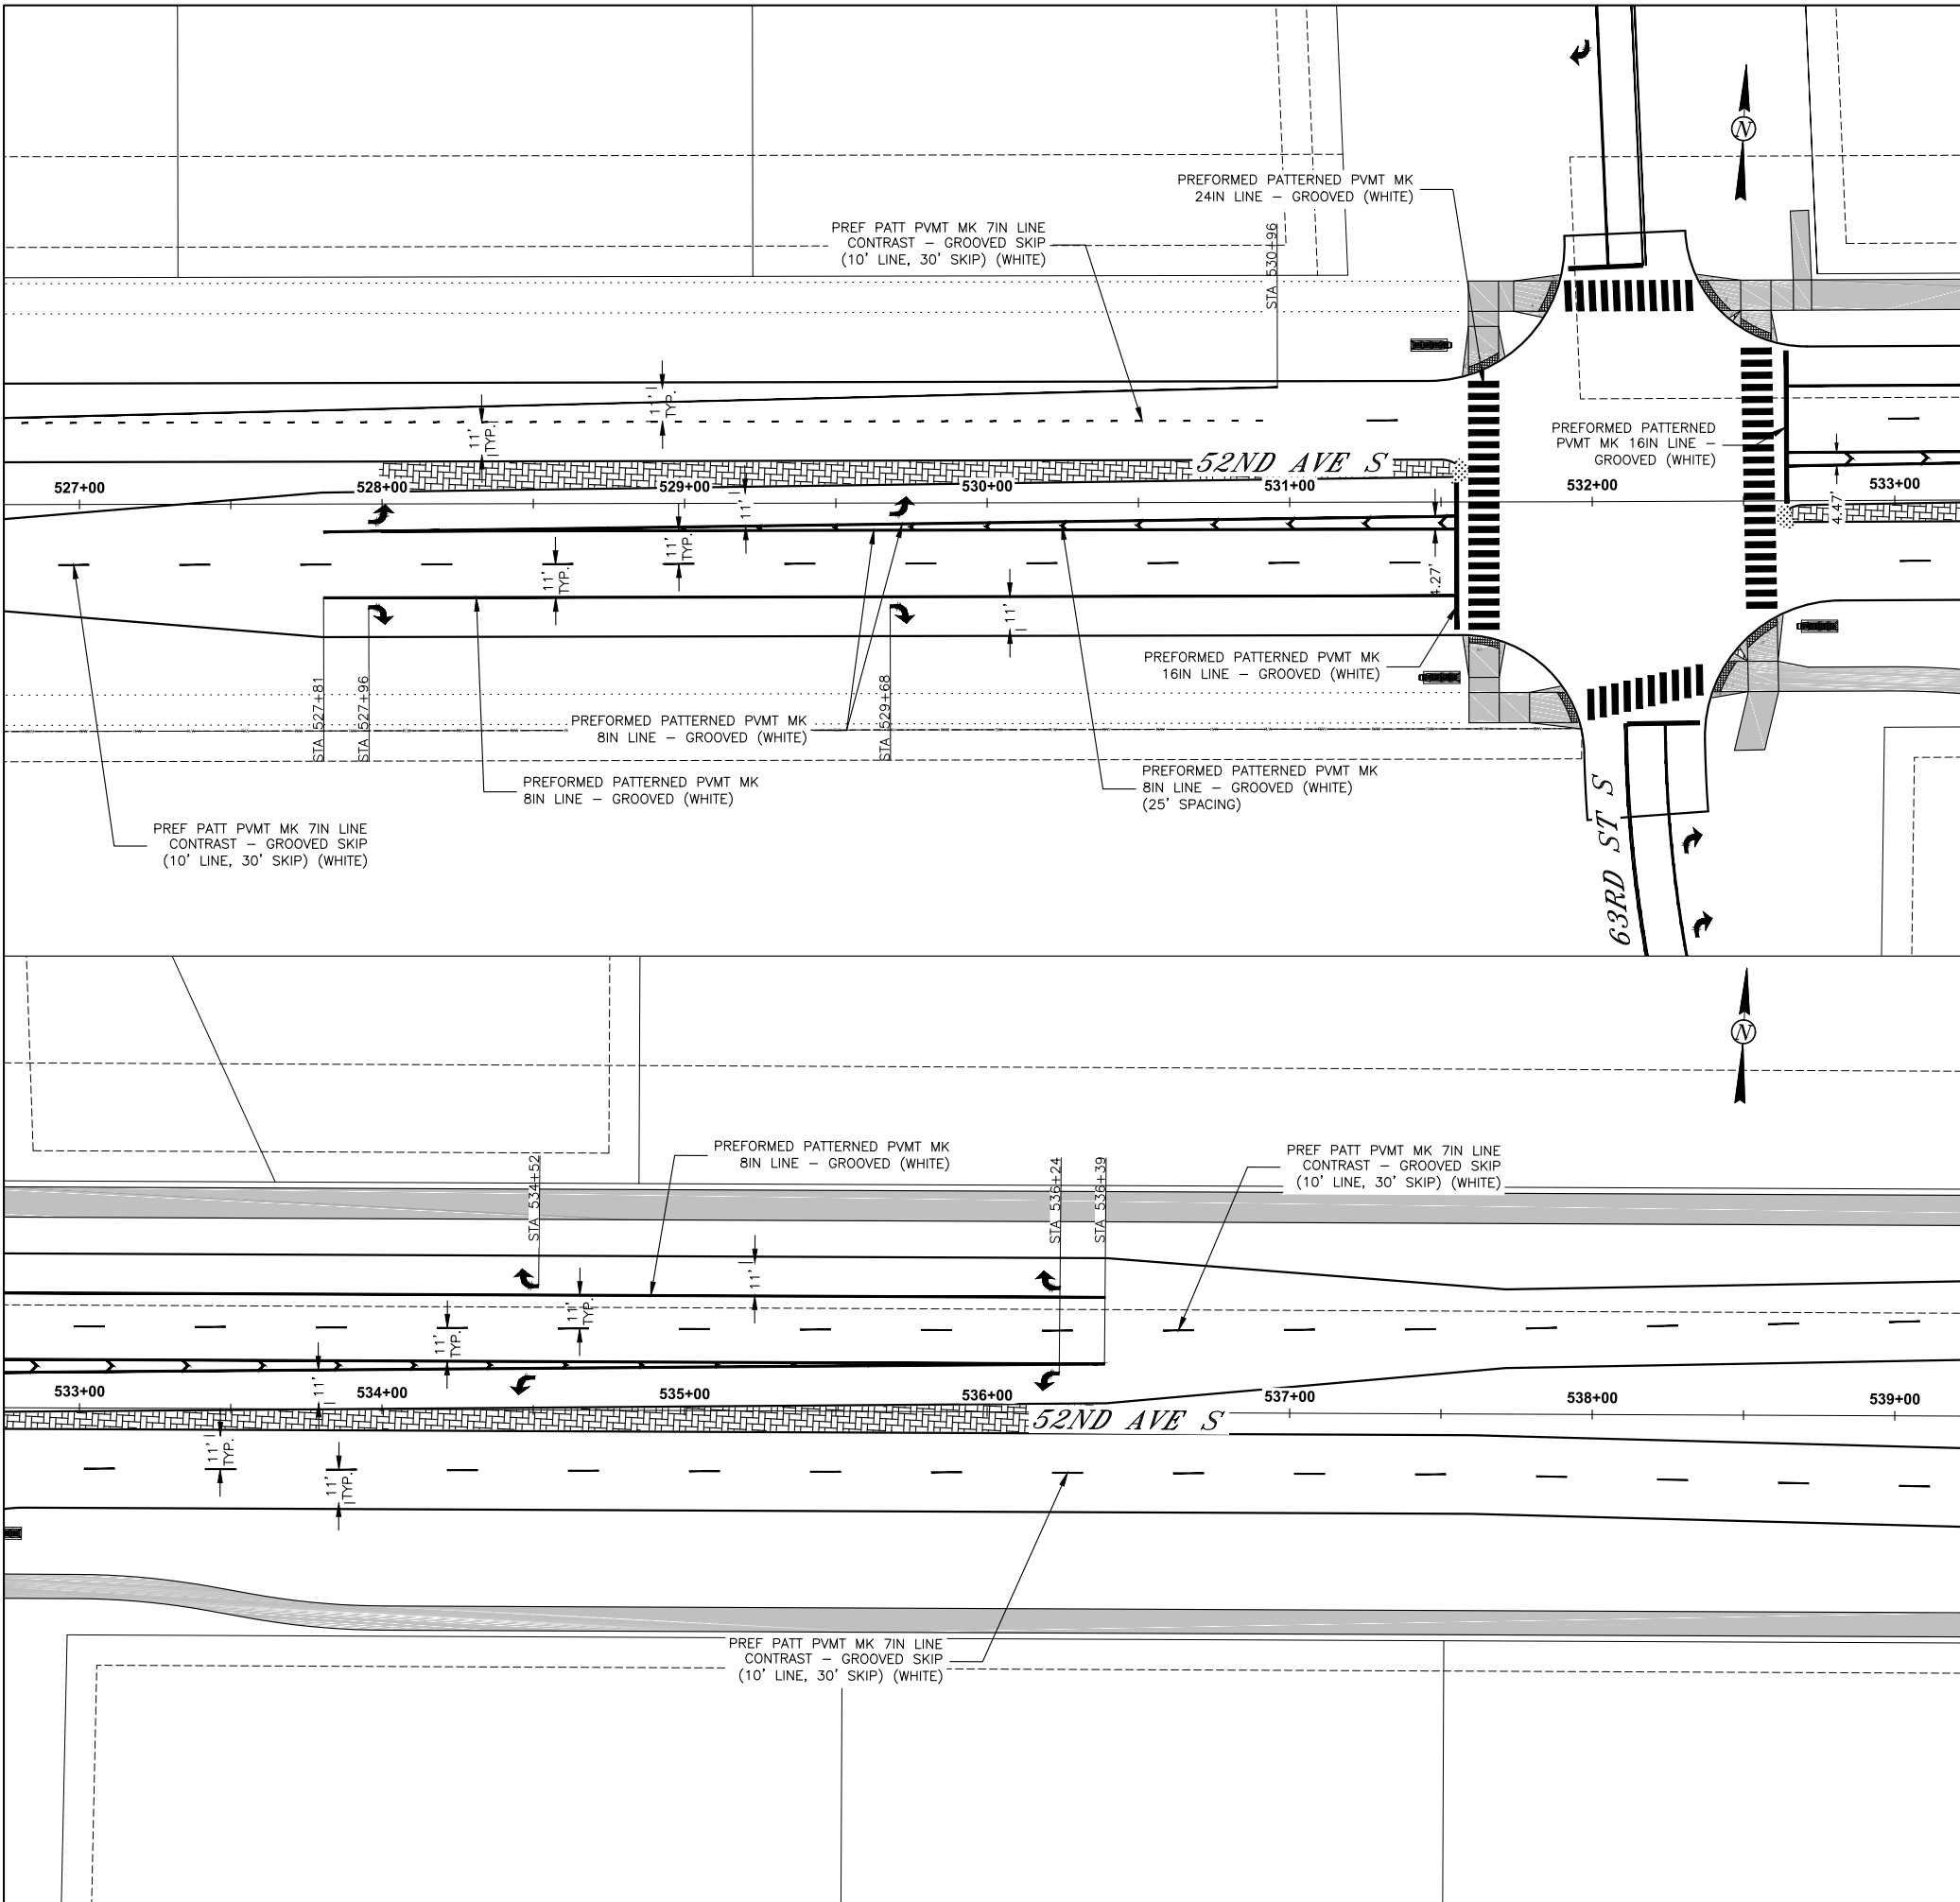 N
PREFORMED PATTERNED PVMT MK
24IN LINE – GROOVED (WHITE)
PREF PATT PVMT MK 7IN LINE
CONTRAST – GROOVED SKIP
(10' LINE, 30' SKIP) (WHITE)
STA 530+96
11'
TYP.
11'
TYP.
PREFORMED PATTERNED
PVMT MK 16IN LINE –
GROOVED (WHITE)
52ND AVE S
527+00
528+00
529+00
530+00
531+00
532+00
533+00
4.47'
11'
11'
TYP.
11'
TYP.
4.27'
11'
PREFORMED PATTERNED PVMT MK
16IN LINE – GROOVED (WHITE)
STA 527+81
STA 527+96
STA 529+68
PREFORMED PATTERNED PVMT MK
8IN LINE – GROOVED (WHITE)
PREFORMED PATTERNED PVMT MK
8IN LINE – GROOVED (WHITE)
PREFORMED PATTERNED PVMT MK
8IN LINE – GROOVED (WHITE)
(25' SPACING)
PREF PATT PVMT MK 7IN LINE
CONTRAST – GROOVED SKIP
(10' LINE, 30' SKIP) (WHITE)
63RD ST S
N
PREFORMED PATTERNED PVMT MK
8IN LINE – GROOVED (WHITE)
PREF PATT PVMT MK 7IN LINE
CONTRAST – GROOVED SKIP
(10' LINE, 30' SKIP) (WHITE)
STA 534+52
STA 536+24
STA 536+39
11'
11'
TYP.
11'
TYP.
11'
533+00
534+00
535+00
536+00
537+00
538+00
539+00
52ND AVE S
11'
TYP.
11'
TYP.
PREF PATT PVMT MK 7IN LINE
CONTRAST – GROOVED SKIP
(10' LINE, 30' SKIP) (WHITE)